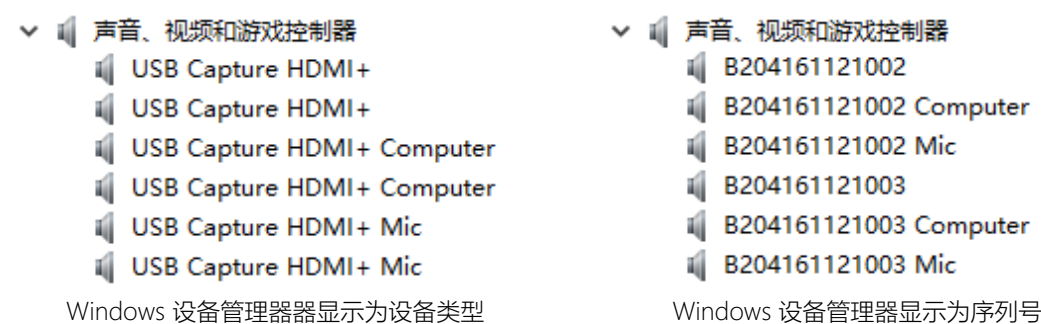 声音、视频和游戏控制器
USB Capture HDMI+
USB Capture HDMI+
USB Capture HDMI+ Computer
USB Capture HDMI+ Computer
USB Capture HDMI+ Mic
USB Capture HDMI+ Mic
Windows 设备管理器器显示为设备类型
声音、视频和游戏控制器
B204161121002
B204161121002 Computer
B204161121002 Mic
B204161121003
B204161121003 Computer
B204161121003 Mic
Windows 设备管理器显示为序列号